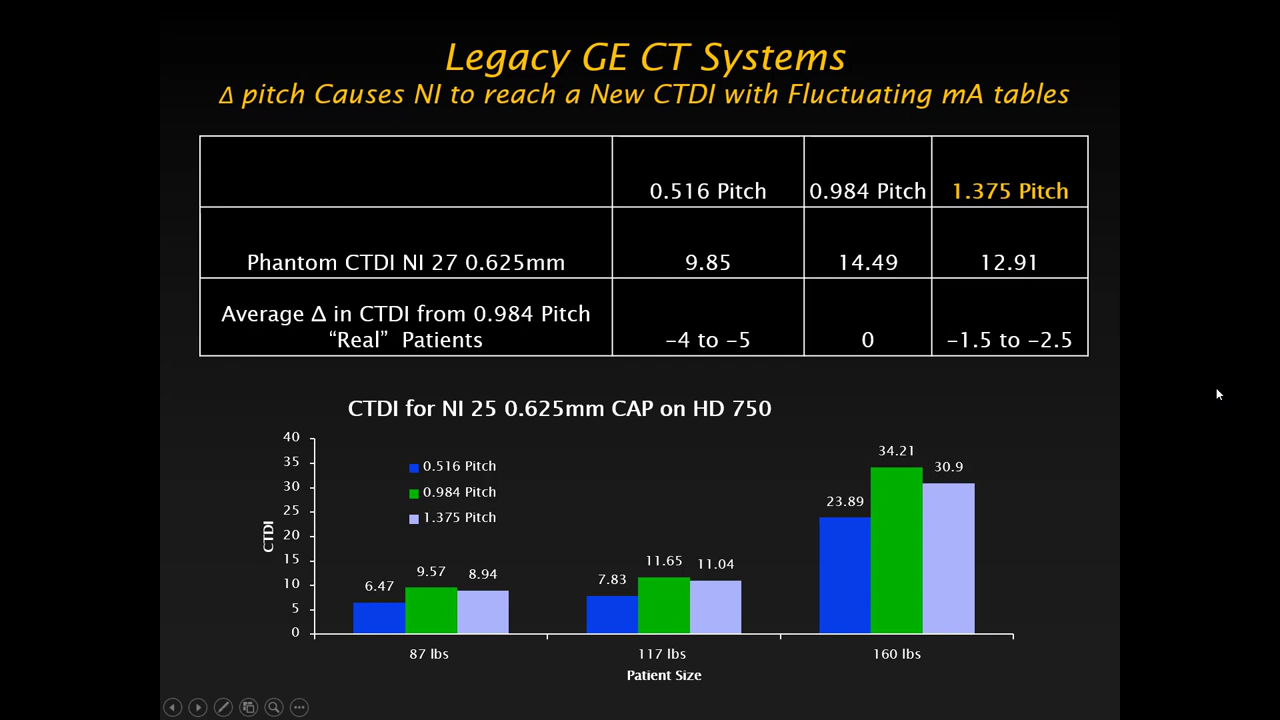 Legacy GE CT Systems
Δ pitch Causes NI to reach a New CTDI with Fluctuating mA tables
0.516 Pitch 0.984 Pitch 1.375 Pitch
Phantom CTDI NI 27 0.625mm 9.85 14.49 12.91
Average Δ in CTDI from 0.984 Pitch
“Real” Patients -4 to -5 0 -1.5 to -2.5
CTDI for NI 25 0.625mm CAP on HD 750
CTDI
40
35
30
25
20
15
10
5
0
0.516 Pitch
0.984 Pitch
1.375 Pitch
6.47 9.57 8.94
7.83 11.65 11.04
23.89 34.21 30.9
87 lbs 117 lbs 160 lbs
Patient Size